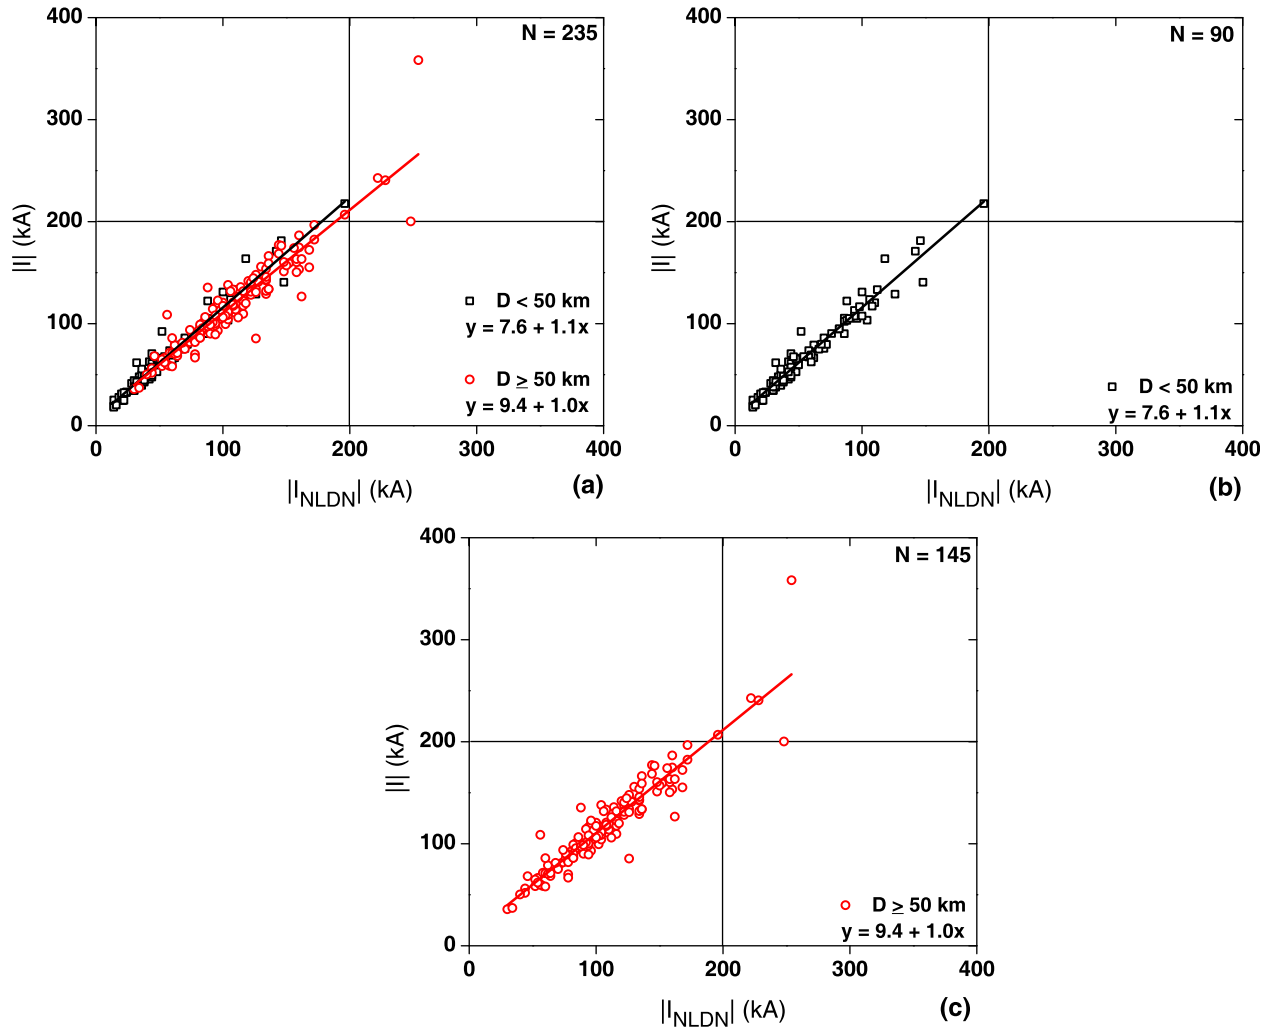 400
N = 235
300
|I| (kA)
200
D < 50 km
y = 7.6 + 1.1x
100
D ≥ 50 km
y = 9.4 + 1.0x
0
0 100 200 300 400
|I_NLDN| (kA)
(a)
400
N = 90
300
|I| (kA)
200
100
D < 50 km
y = 7.6 + 1.1x
0
0 100 200 300 400
|I_NLDN| (kA)
(b)
400
N = 145
300
|I| (kA)
200
100
D ≥ 50 km
y = 9.4 + 1.0x
0
0 100 200 300 400
|I_NLDN| (kA)
(c)